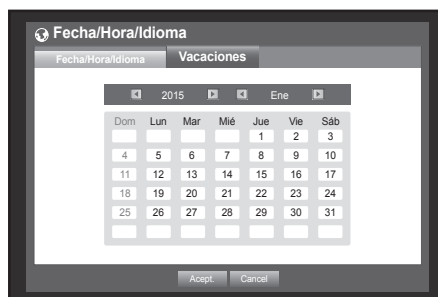 Fecha/Hora/Idioma
Fecha/Hora/Idioma Vacaciones
2015 Ene
Dom Lun Mar Mié Jue Vie Sáb
1 2 3
4 5 6 7 8 9 10
11 12 13 14 15 16 17
18 19 20 21 22 23 24
25 26 27 28 29 30 31
Acept. Cancel